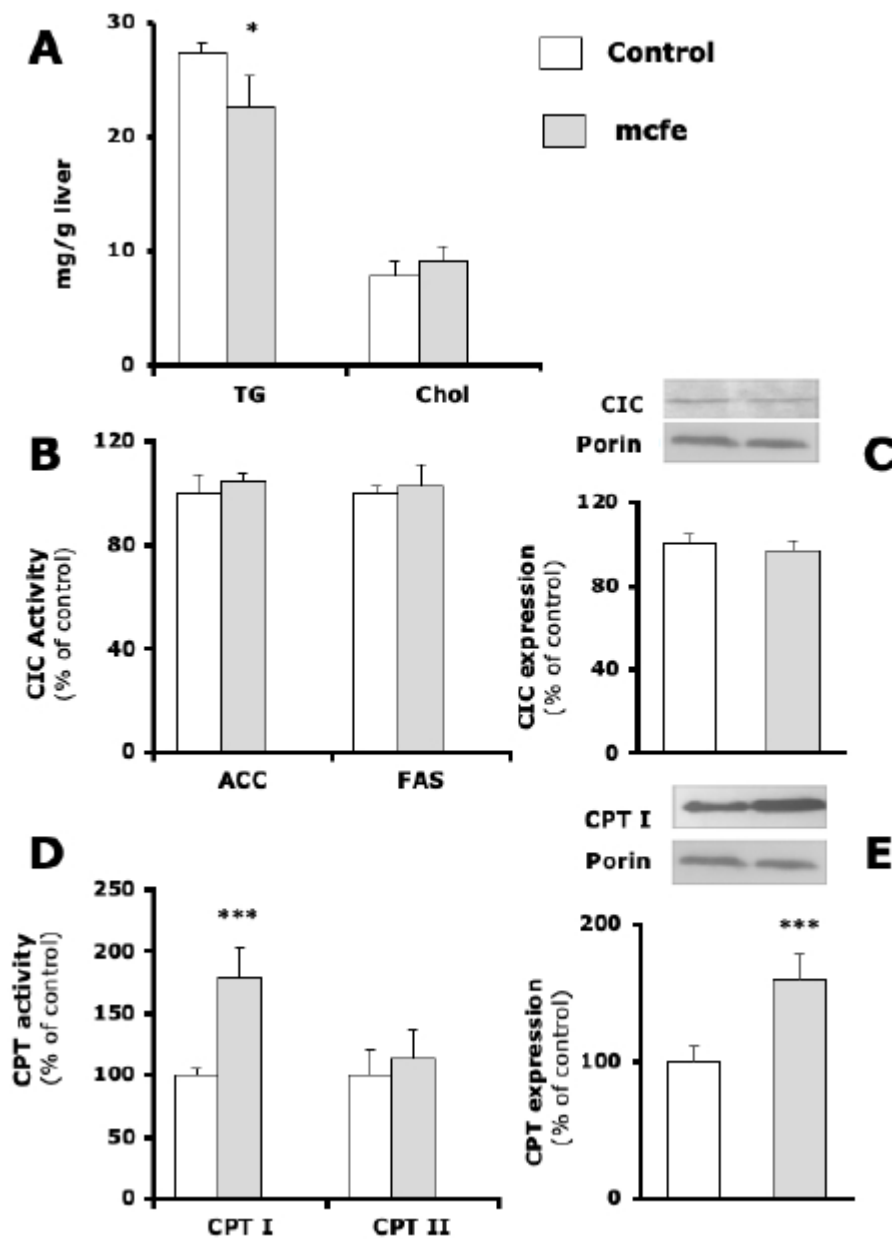 A
mg/g liver
30
20
10
0
*
TG
Chol
Control
mcfe
B
CIC Activity
(% of control)
120
80
40
0
ACC
FAS
C
CIC
Porin
CIC expression
(% of control)
120
80
40
0
D
CPT activity
(% of control)
250
200
150
100
50
0
***
CPT I
CPT II
E
CPT I
Porin
CPT expression
(% of control)
200
100
0
***